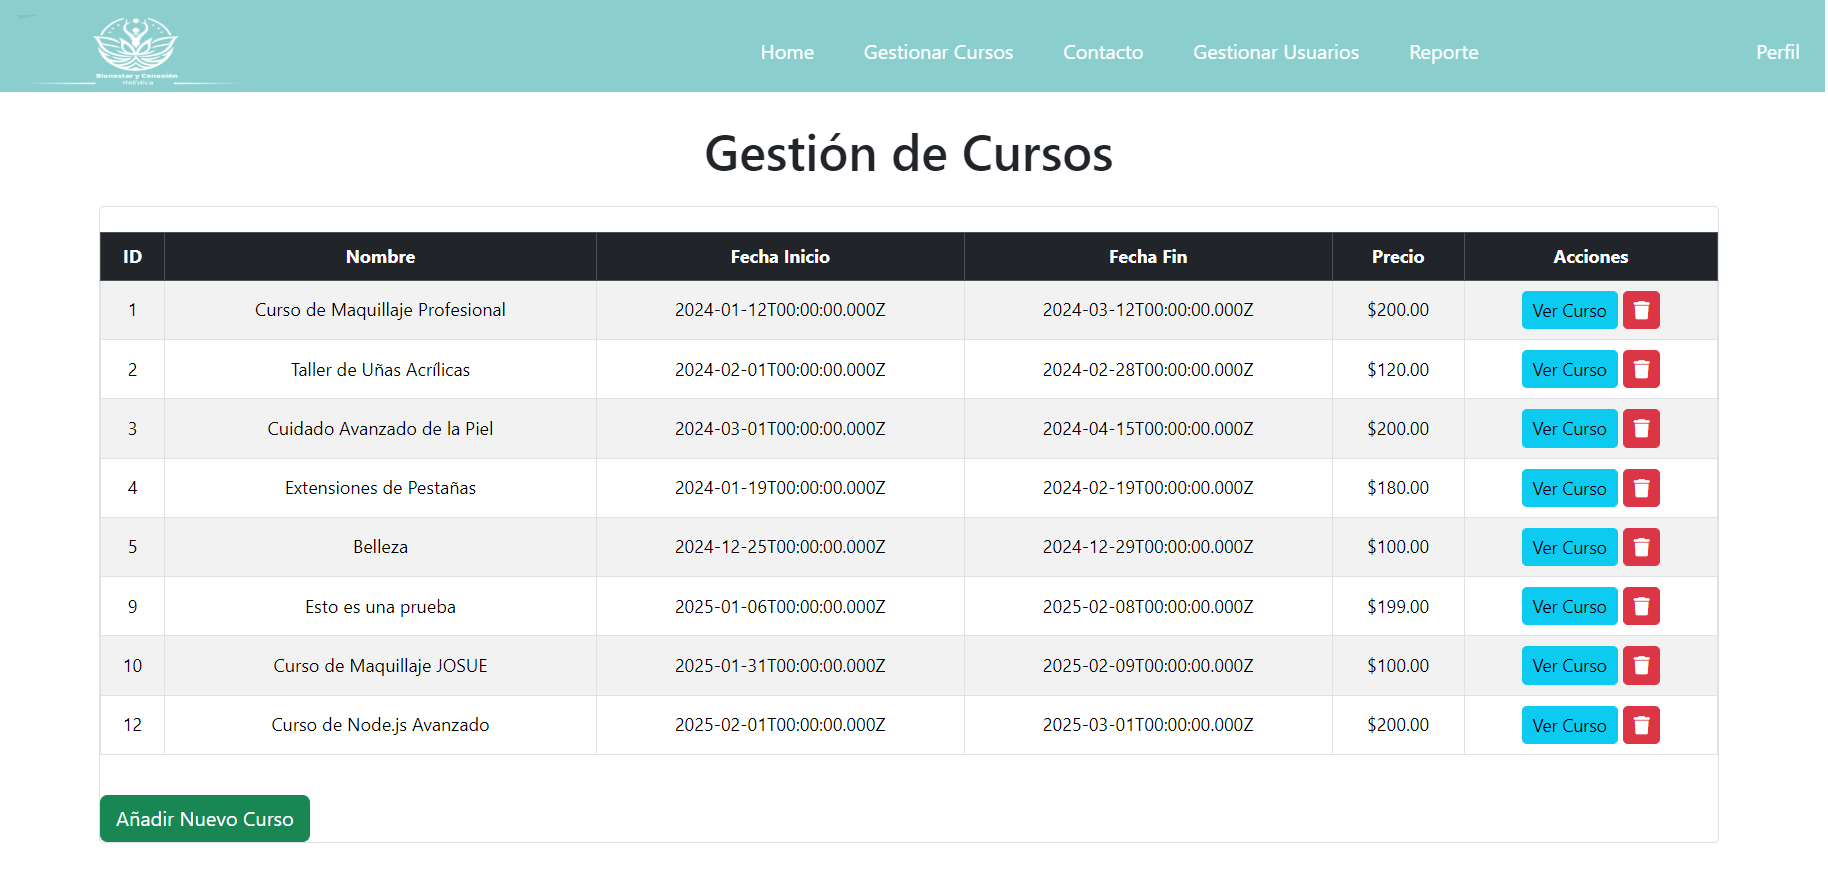 Bienestar y Conexión
Holística
Home Gestionar Cursos Contacto Gestionar Usuarios Reporte Perfil
Gestión de Cursos
ID Nombre Fecha Inicio Fecha Fin Precio Acciones
1 Curso de Maquillaje Profesional 2024-01-12T00:00:00.000Z 2024-03-12T00:00:00.000Z $200.00 Ver Curso
2 Taller de Uñas Acrílicas 2024-02-01T00:00:00.000Z 2024-02-28T00:00:00.000Z $120.00 Ver Curso
3 Cuidado Avanzado de la Piel 2024-03-01T00:00:00.000Z 2024-04-15T00:00:00.000Z $200.00 Ver Curso
4 Extensiones de Pestañas 2024-01-19T00:00:00.000Z 2024-02-19T00:00:00.000Z $180.00 Ver Curso
5 Belleza 2024-12-25T00:00:00.000Z 2024-12-29T00:00:00.000Z $100.00 Ver Curso
9 Esto es una prueba 2025-01-06T00:00:00.000Z 2025-02-08T00:00:00.000Z $199.00 Ver Curso
10 Curso de Maquillaje JOSUE 2025-01-31T00:00:00.000Z 2025-02-09T00:00:00.000Z $100.00 Ver Curso
12 Curso de Node.js Avanzado 2025-02-01T00:00:00.000Z 2025-03-01T00:00:00.000Z $200.00 Ver Curso
Añadir Nuevo Curso